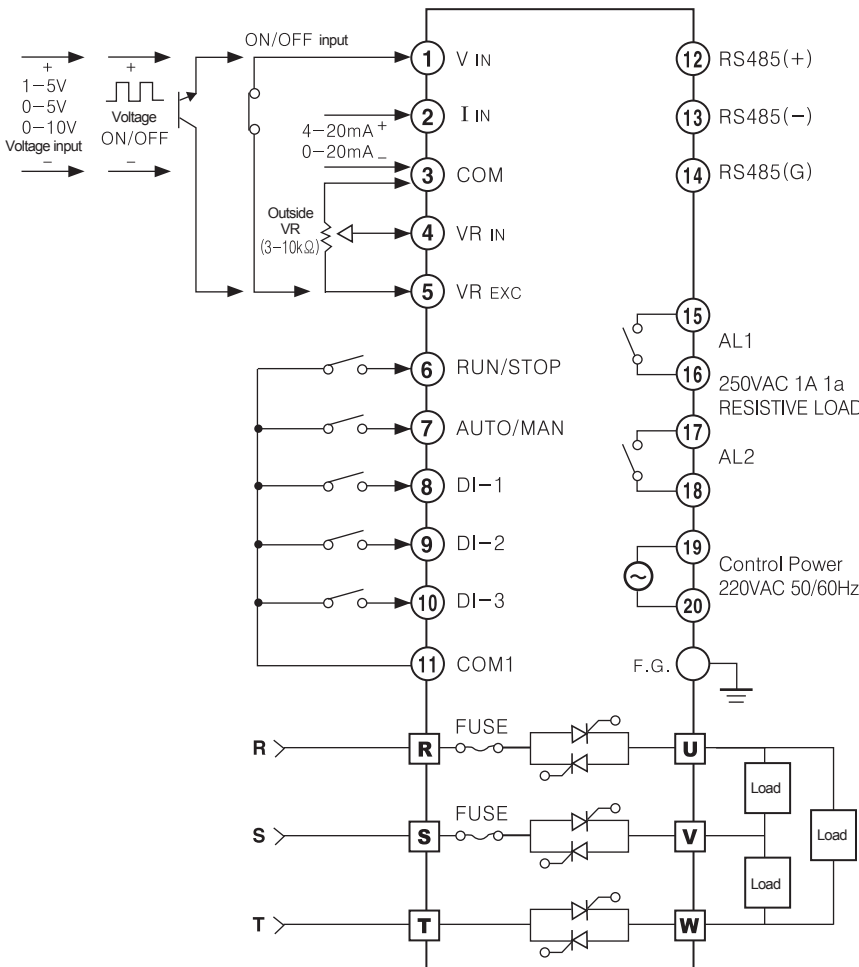 ON/OFF input
+
1-5V
0-5V
0-10V
Voltage input
-
+
Voltage
ON/OFF
-
4-20mA +
0-20mA -
Outside
VR
(3-10kΩ)
1 V IN
2 I IN
3 COM
4 VR IN
5 VR EXC
6 RUN/STOP
7 AUTO/MAN
8 DI-1
9 DI-2
10 DI-3
11 COM1
12 RS485(+)
13 RS485(-)
14 RS485(G)
15
AL1
16
250VAC 1A 1a
RESISTIVE LOAD
17
AL2
18
19
Control Power
220VAC 50/60Hz
20
F.G.
R R FUSE U
Load
S S FUSE V
Load
Load
T T W